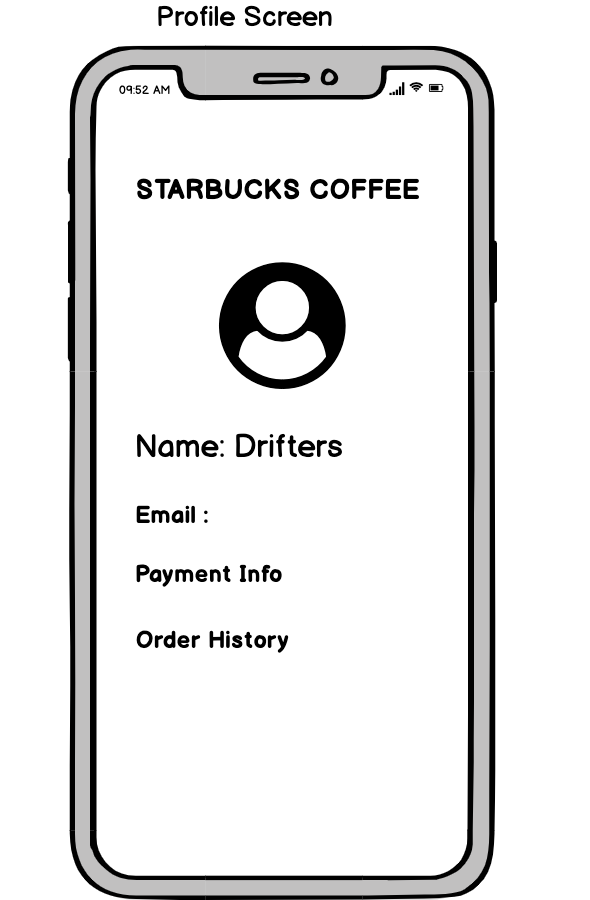 Profile Screen
09:52 AM
STARBUCKS COFFEE
Name: Drifters
Email :
Payment Info
Order History